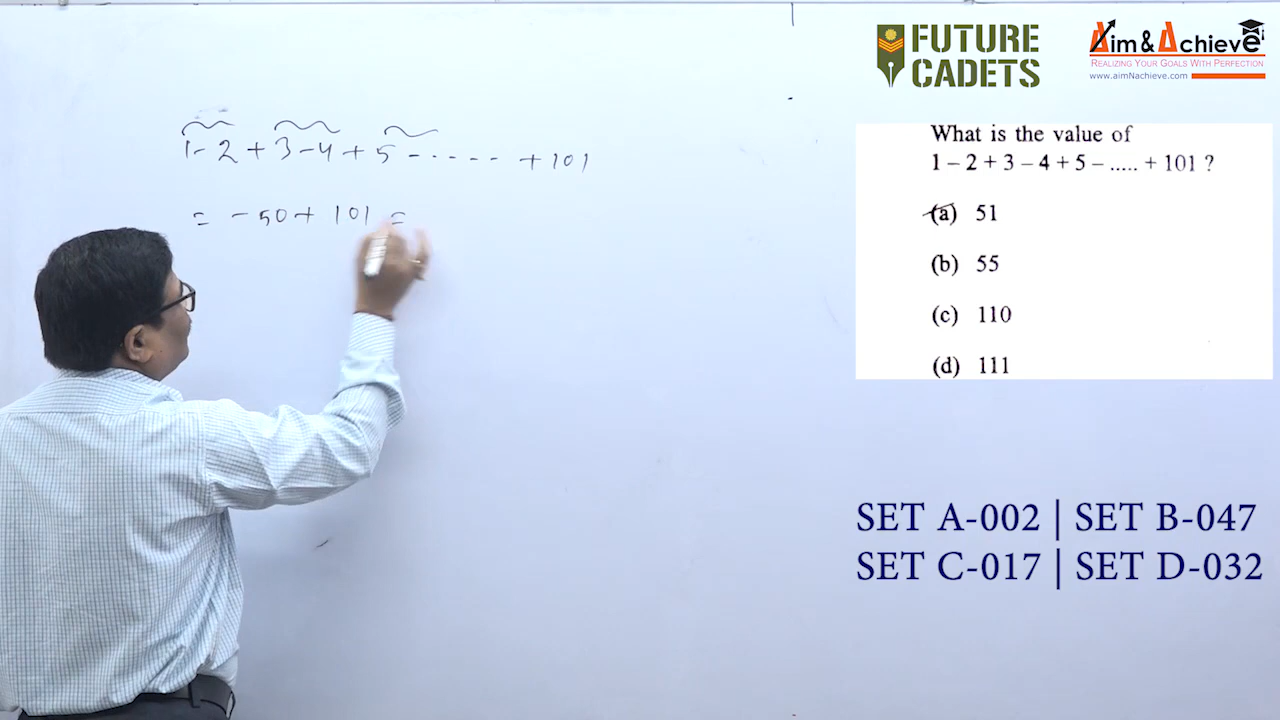 FUTURE
CADETS
Aim & Achieve
REALIZING YOUR GOALS WITH PERFECTION
www.aimNachieve.com
1 - 2 + 3 - 4 + 5 - - - - - - + 101
= - 50 + 101 =
What is the value of
1 – 2 + 3 – 4 + 5 – ..... + 101 ?
(a) 51
(b) 55
(c) 110
(d) 111
SET A-002 | SET B-047
SET C-017 | SET D-032